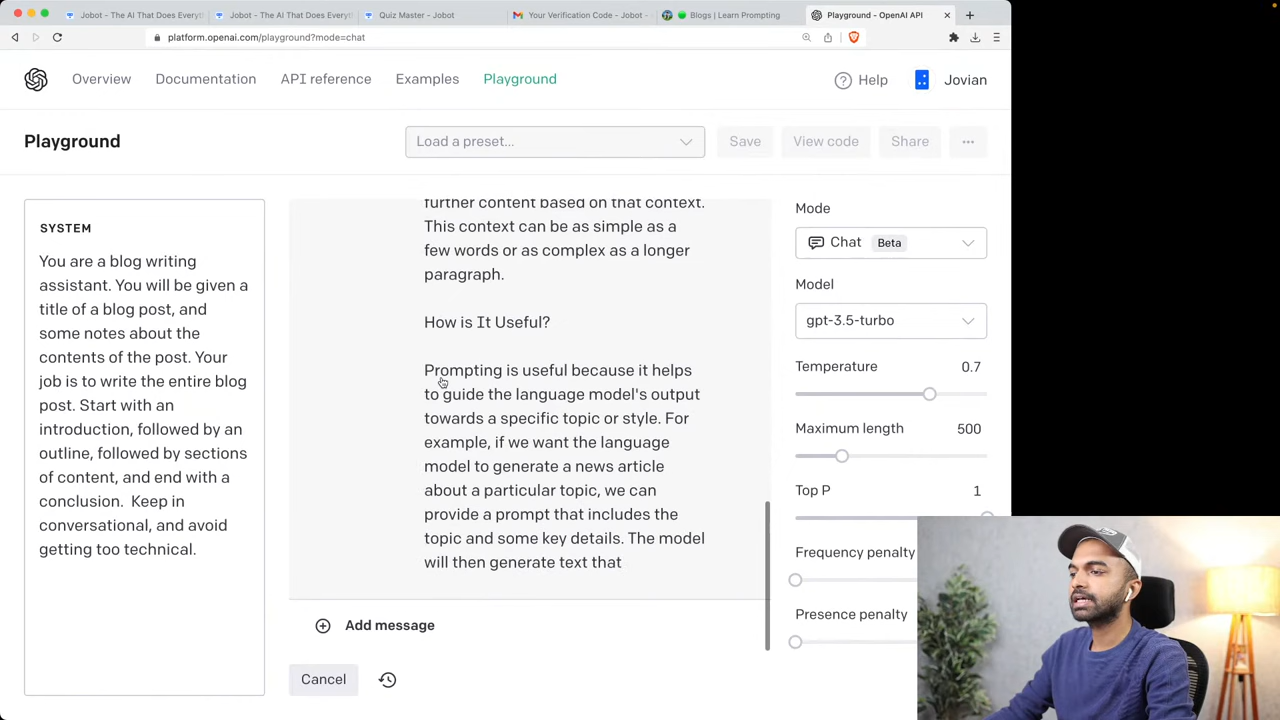 Jobot - The AI That Does Everyt
Jobot - The AI That Does Everyt
Quiz Master - Jobot
Your Verification Code - Jobot -
Blogs | Learn Prompting
Playground - OpenAI API
platform.openai.com/playground?mode=chat
Overview
Documentation
API reference
Examples
Playground
Help
Jovian
Playground
Load a preset...
Save
View code
Share
SYSTEM
You are a blog writing
assistant. You will be given a
title of a blog post, and
some notes about the
contents of the post. Your
job is to write the entire blog
post. Start with an
introduction, followed by an
outline, followed by sections
of content, and end with a
conclusion.  Keep in
conversational, and avoid
getting too technical.
further content based on that context.
This context can be as simple as a
few words or as complex as a longer
paragraph.
How is It Useful?
Prompting is useful because it helps
to guide the language model's output
towards a specific topic or style. For
example, if we want the language
model to generate a news article
about a particular topic, we can
provide a prompt that includes the
topic and some key details. The model
will then generate text that
Add message
Cancel
Mode
Chat Beta
Model
gpt-3.5-turbo
Temperature 0.7
Maximum length 500
Top P 1
Frequency penalty
Presence penalty